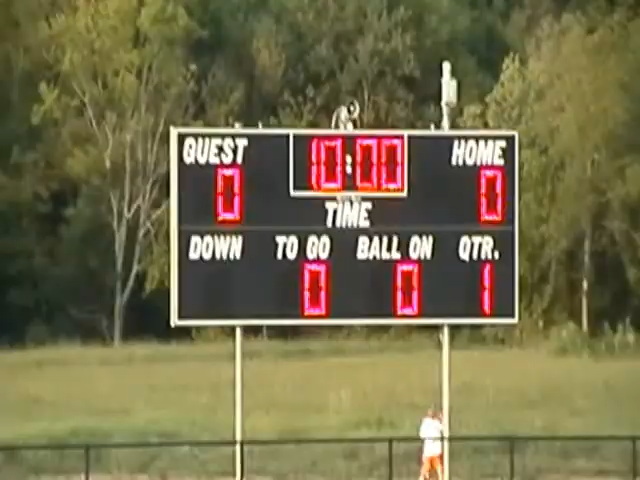 GUEST 10:00 HOME
0 0
TIME
DOWN TO GO BALL ON QTR.
0 0 1